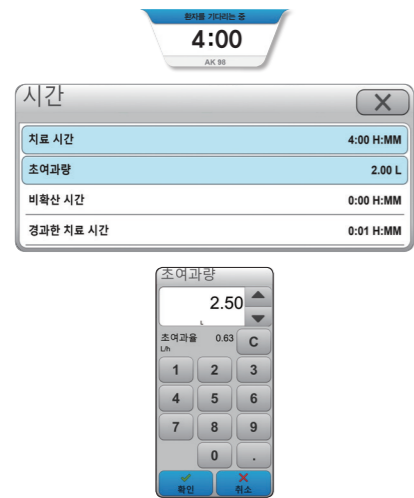 환자를 기다리는 중
4:00
AK 98
시간
치료 시간 4:00 H:MM
초여과량 2.00 L
비확산 시간 0:00 H:MM
경과한 치료 시간 0:01 H:MM
초여과량
2.50
L
초여과율 0.63 C
L/h
1 2 3
4 5 6
7 8 9
0 .
확인 취소